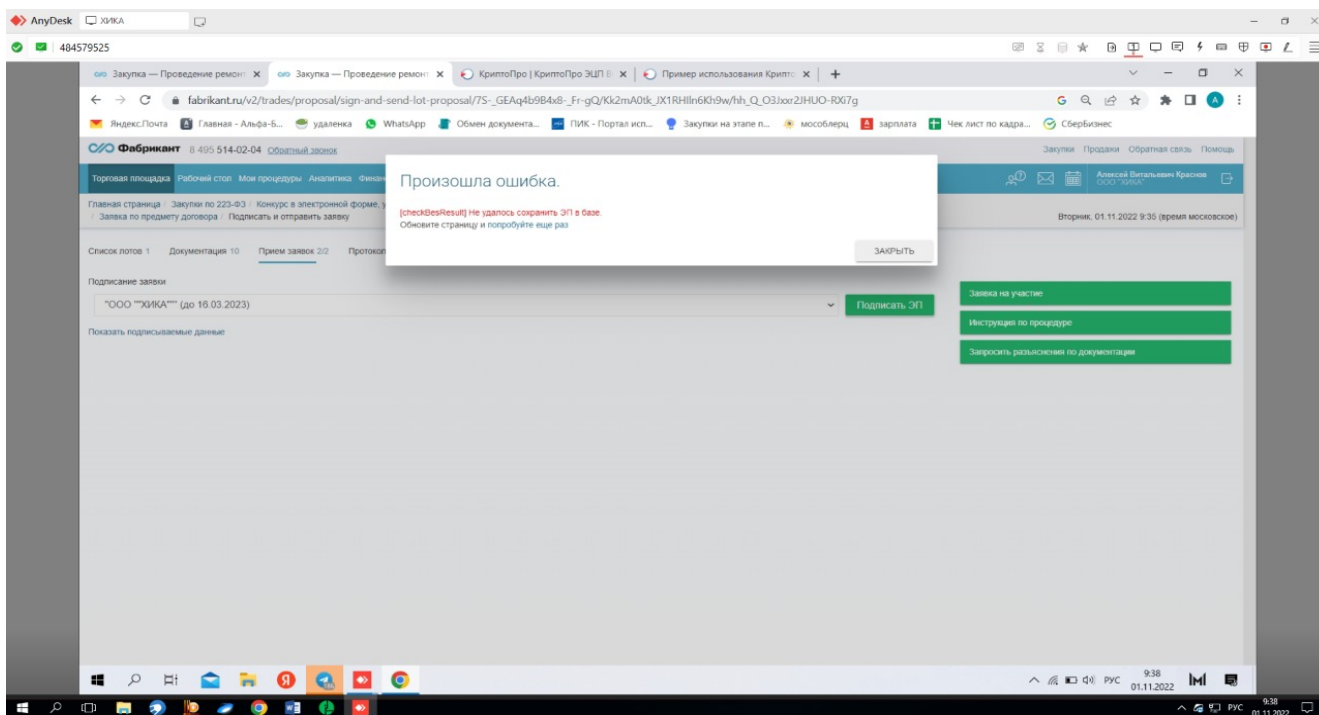 AnyDesk ХИКА
484579525
Закупка — Проведение ремонт Закупка — Проведение ремонт КриптоПро | КриптоПро ЭЦП В Пример использования Крипто
fabrikant.ru/v2/trades/proposal/sign-and-send-lot-proposal/7S-_GEAq4b9B4x8-_Fr-gQ/Kk2mA0tk_JX1RHIln6Kh9w/hh_Q_O3Jxxr2JHUO-RXi7g
Яндекс.Почта Главная - Альфа-Б... удаленка WhatsApp Обмен документа... ПИК - Портал исп... Закупки на этапе п... мособлерц зарплата Чек лист по кадра... СберБизнес
Фабрикант 8 495 514-02-04 Обратный звонок Закупки Продажи Обратная связь Помощь
Торговая площадка Рабочий стол Мои процедуры Аналитика Финан Алексей Витальевич Краснов
ООО "ХИКА"
Главная страница / Закупки по 223-ФЗ / Конкурс в электронной форме, у
/ Заявка по предмету договора / Подписать и отправить заявку
Вторник, 01.11.2022 9:35 (время московское)
Произошла ошибка.
[checkBesResult] Не удалось сохранить ЭП в базе.
Обновите страницу и попробуйте еще раз
ЗАКРЫТЬ
Список лотов 1 Документация 10 Прием заявок 2/2 Протокол
Подписание заявки
"ООО ""ХИКА""" (до 16.03.2023) Подписать ЭП
Показать подписываемые данные
Заявка на участие
Инструкция по процедуре
Запросить разъяснения по документации
РУС 9:38
01.11.2022
РУС 9:38
01.11.2022